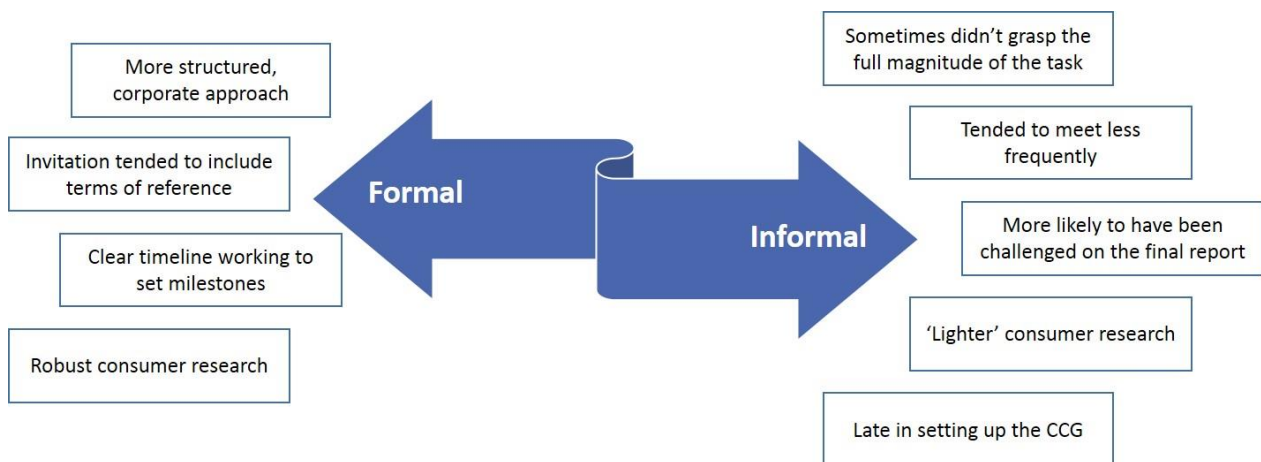 More structured,
corporate approach
Invitation tended to include
terms of reference
Clear timeline working to
set milestones
Robust consumer research
Formal
Informal
Sometimes didn’t grasp the
full magnitude of the task
Tended to meet less
frequently
More likely to have been
challenged on the final report
‘Lighter’ consumer research
Late in setting up the CCG